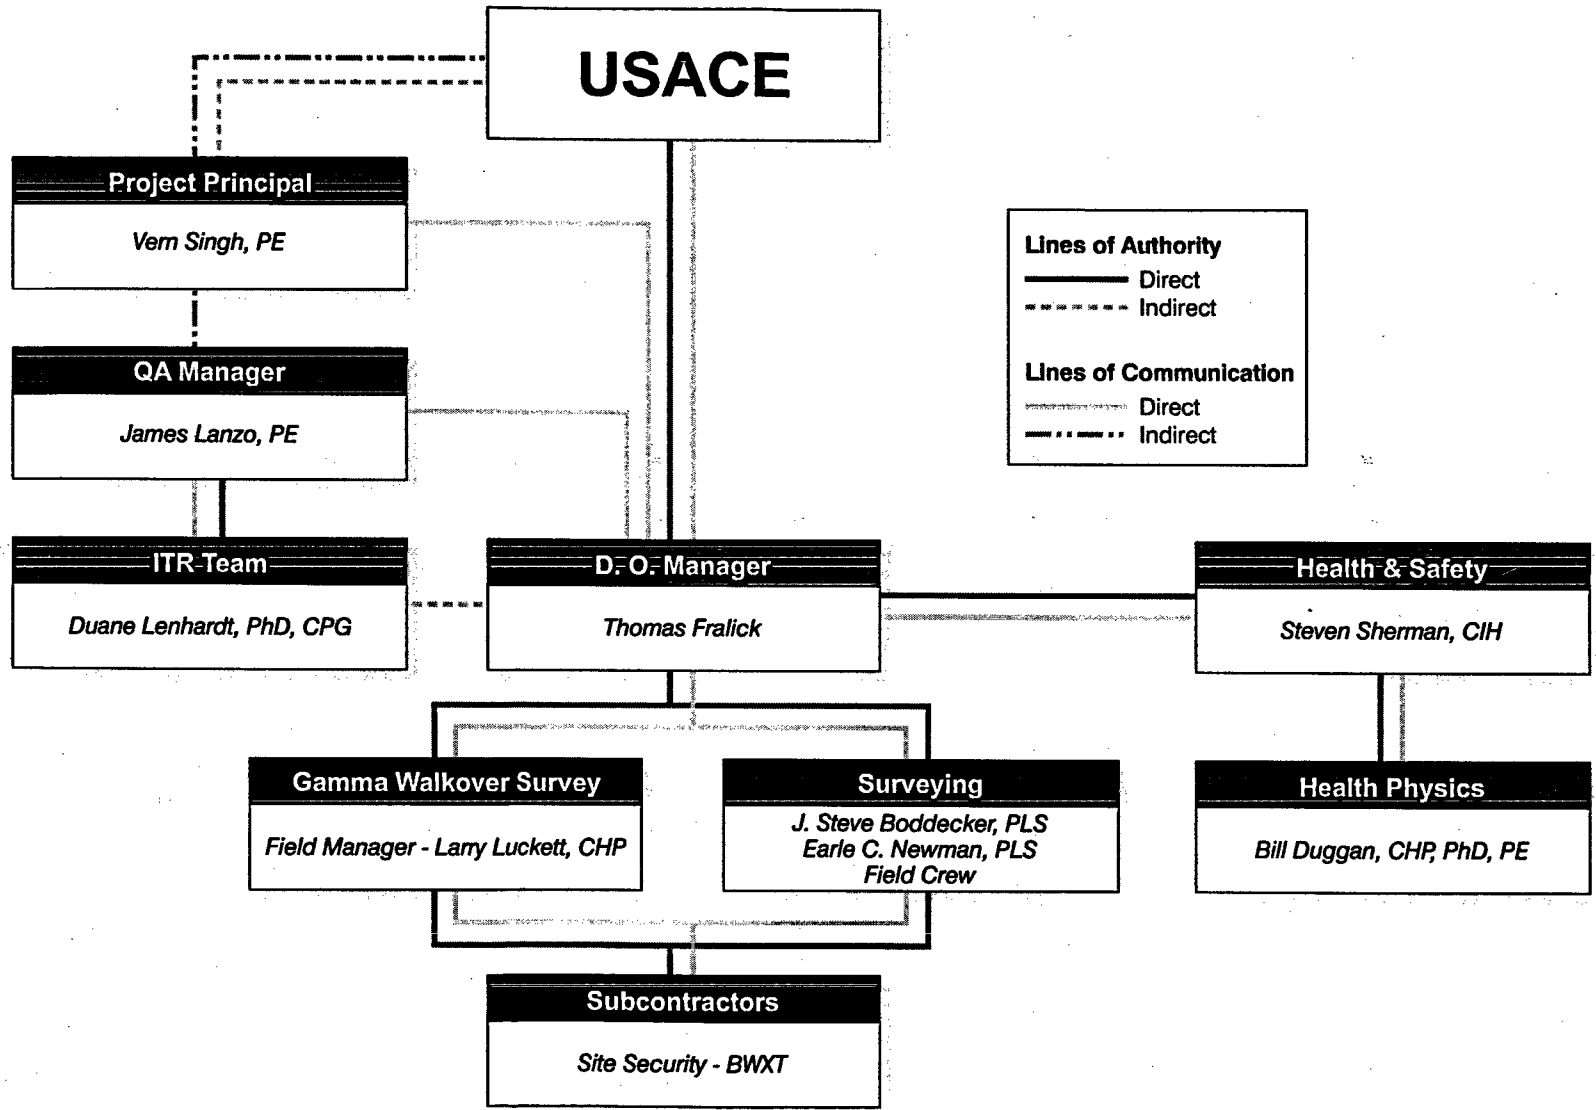 USACE
Project Principal
Vern Singh, PE
Lines of Authority
Direct
Indirect
Lines of Communication
Direct
Indirect
QA Manager
James Lanzo, PE
ITR Team
Duane Lenhardt, PhD, CPG
D. O. Manager
Thomas Fralick
Health & Safety
Steven Sherman, CIH
Gamma Walkover Survey
Field Manager - Larry Luckett, CHP
Surveying
J. Steve Boddecker, PLS
Earle C. Newman, PLS
Field Crew
Health Physics
Bill Duggan, CHP, PhD, PE
Subcontractors
Site Security - BWXT